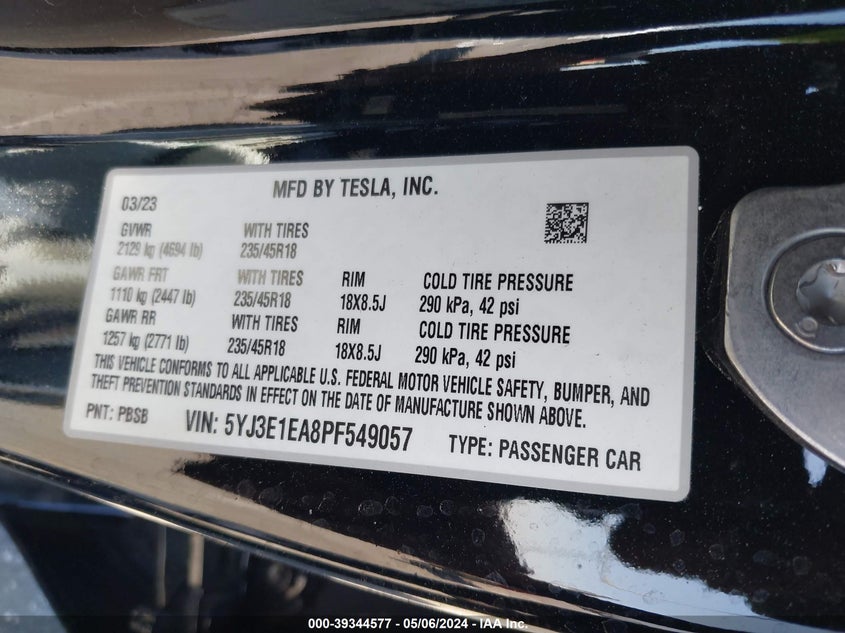 MFD BY TESLA, INC.
03/23
GVWR WITH TIRES
2129 kg (4694 lb) 235/45R18
GAWR FRT WITH TIRES RIM COLD TIRE PRESSURE
1110 kg (2447 lb) 235/45R18 18X8.5J 290 kPa, 42 psi
GAWR RR WITH TIRES RIM COLD TIRE PRESSURE
1257 kg (2771 lb) 235/45R18 18X8.5J 290 kPa, 42 psi
THIS VEHICLE CONFORMS TO ALL APPLICABLE U.S. FEDERAL MOTOR VEHICLE SAFETY, BUMPER, AND
THEFT PREVENTION STANDARDS IN EFFECT ON THE DATE OF MANUFACTURE SHOWN ABOVE.
PNT: PBSB VIN: 5YJ3E1EA8PF549057 TYPE: PASSENGER CAR
000-39344577 - 05/06/2024 - IAA Inc.